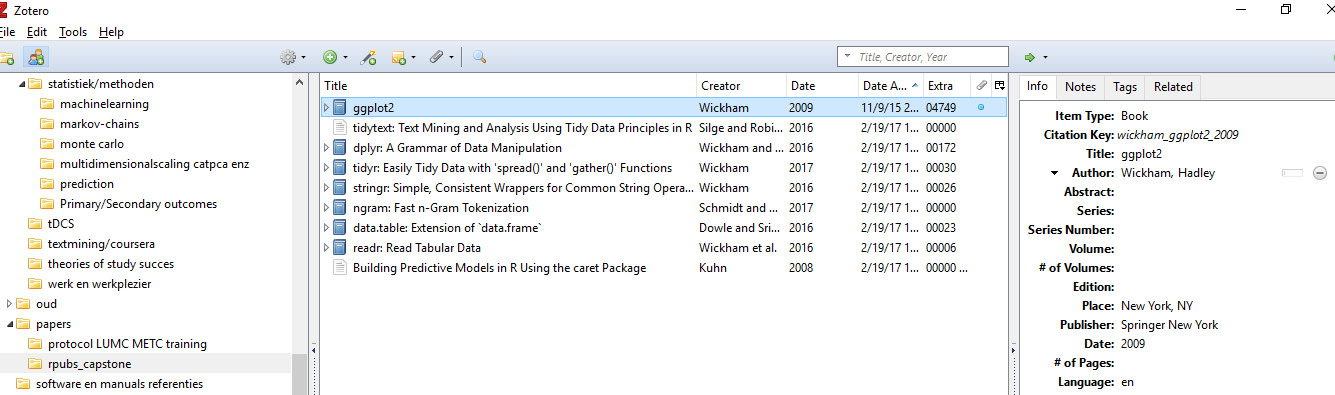 Zotero
File Edit Tools Help
Title, Creator, Year
statistiek/methoden
machinelearning
markov-chains
monte carlo
multidimensionalscaling catpca enz
prediction
Primary/Secondary outcomes
tDCS
textmining/coursera
theories of study succes
werk en werkplezier
oud
papers
protocol LUMC METC training
rpubs_capstone
software en manuals referenties
Title Creator Date Date A... Extra
ggplot2 Wickham 2009 11/9/15 2... 04749
tidytext: Text Mining and Analysis Using Tidy Data Principles in R Silge and Robi... 2016 2/19/17 1... 00000
dplyr: A Grammar of Data Manipulation Wickham and ... 2016 2/19/17 1... 00172
tidyr: Easily Tidy Data with 'spread()' and 'gather()' Functions Wickham 2017 2/19/17 1... 00030
stringr: Simple, Consistent Wrappers for Common String Opera... Wickham 2016 2/19/17 1... 00026
ngram: Fast n-Gram Tokenization Schmidt and ... 2017 2/19/17 1... 00000
data.table: Extension of `data.frame` Dowle and Sri... 2016 2/19/17 1... 00023
readr: Read Tabular Data Wickham et al. 2016 2/19/17 1... 00006
Building Predictive Models in R Using the caret Package Kuhn 2008 2/19/17 1... 00000 ...
Info Notes Tags Related
Item Type: Book
Citation Key: wickham_ggplot2_2009
Title: ggplot2
Author: Wickham, Hadley
Abstract:
Series:
Series Number:
Volume:
# of Volumes:
Edition:
Place: New York, NY
Publisher: Springer New York
Date: 2009
# of Pages:
Language: en